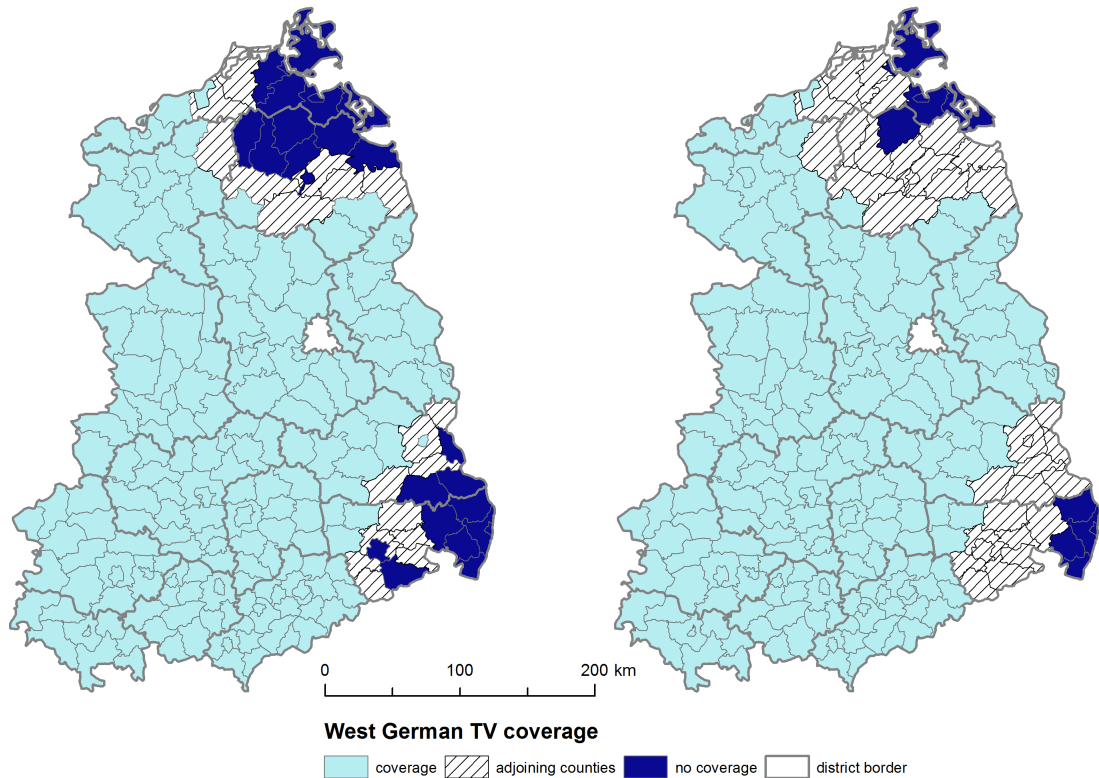 0 100 200 km
West German TV coverage
coverage adjoining counties no coverage district border